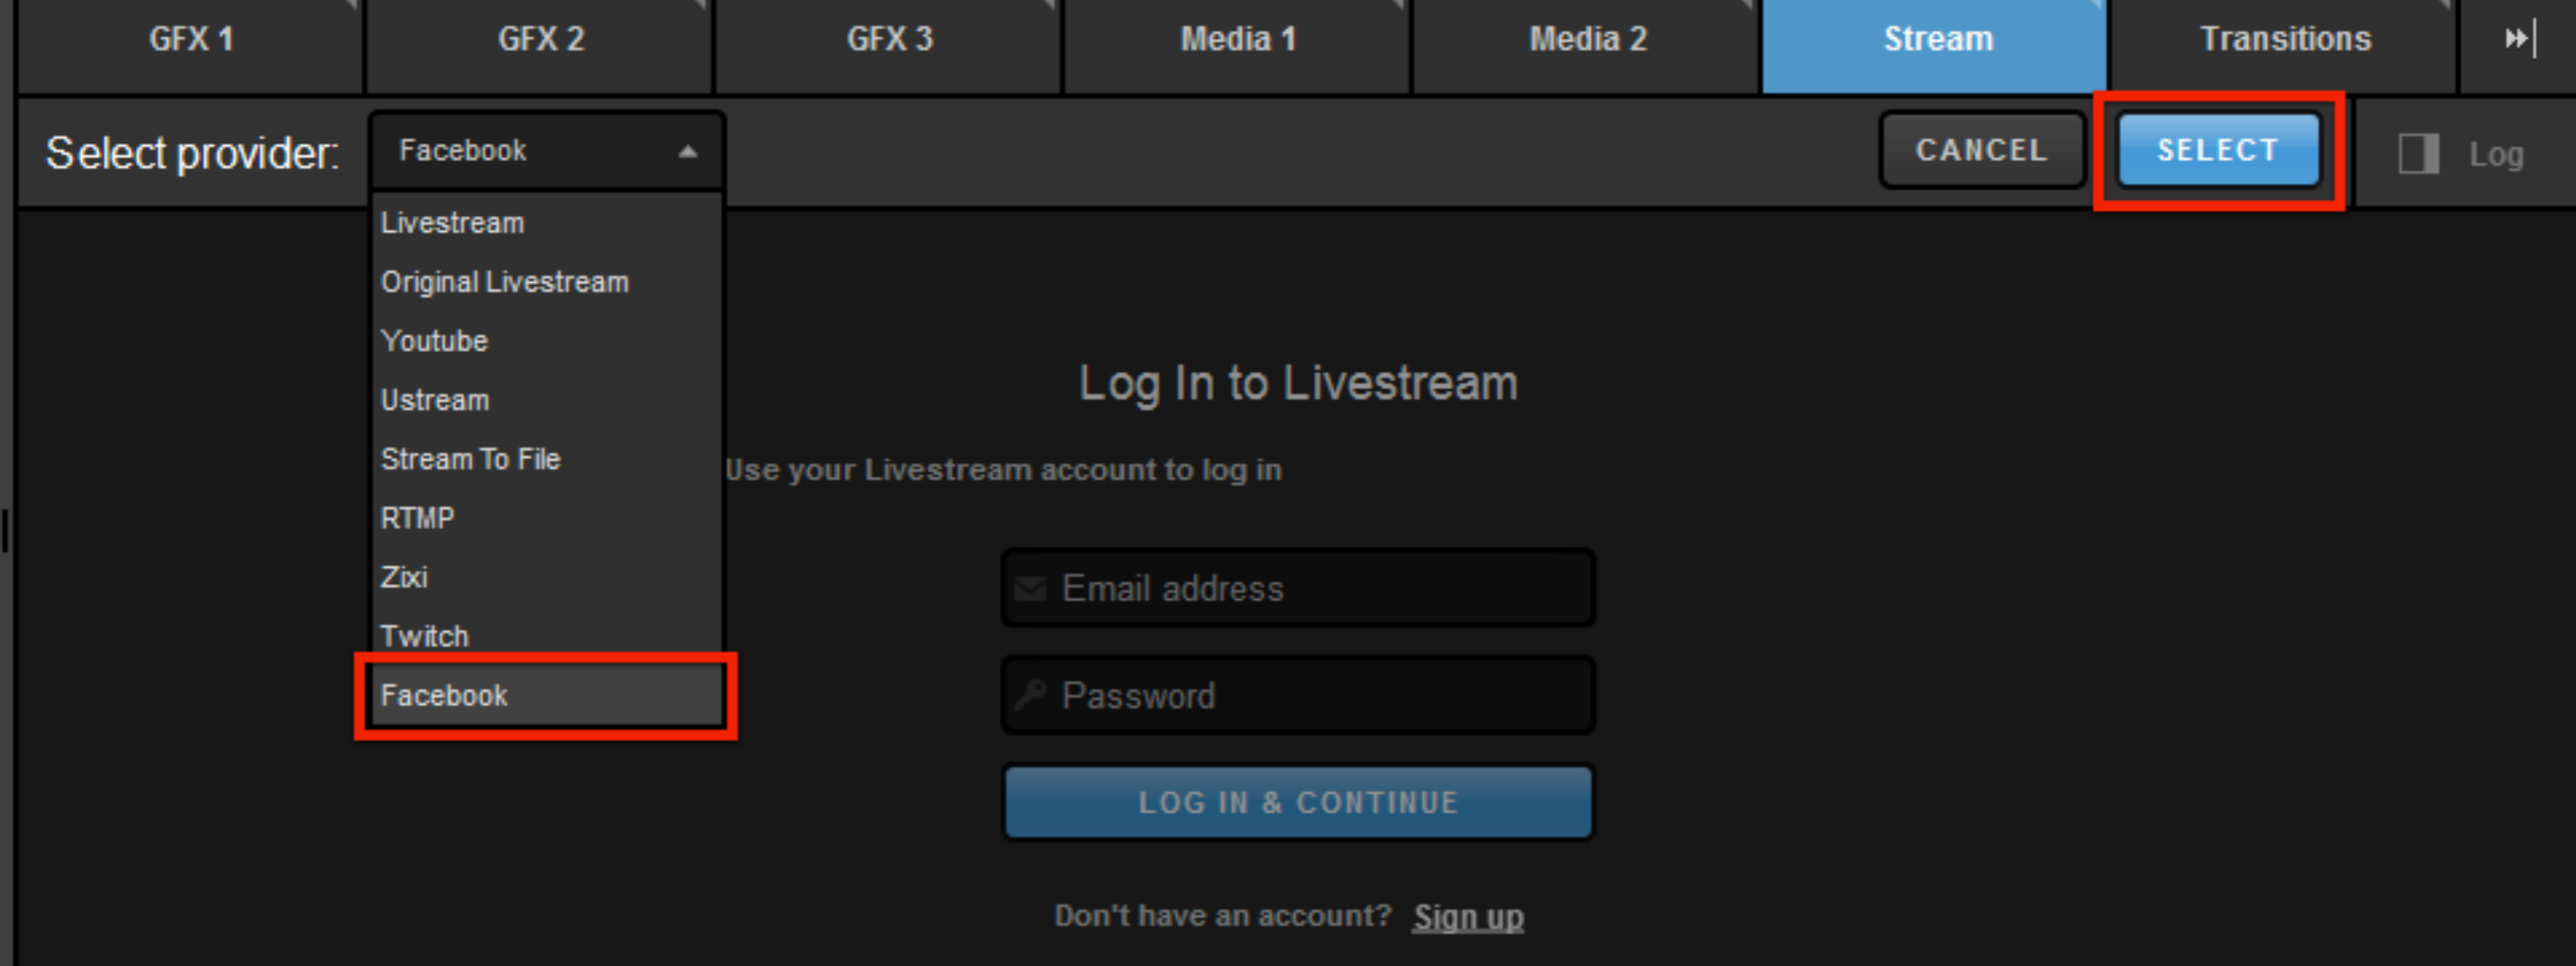 GFX 1 GFX 2 GFX 3 Media 1 Media 2 Stream Transitions
Select provider: Facebook CANCEL SELECT Log
Livestream
Original Livestream
Youtube
Ustream
Stream To File
RTMP
Zixi
Twitch
Facebook
Log In to Livestream
Use your Livestream account to log in
Email address
Password
LOG IN & CONTINUE
Don't have an account? Sign up